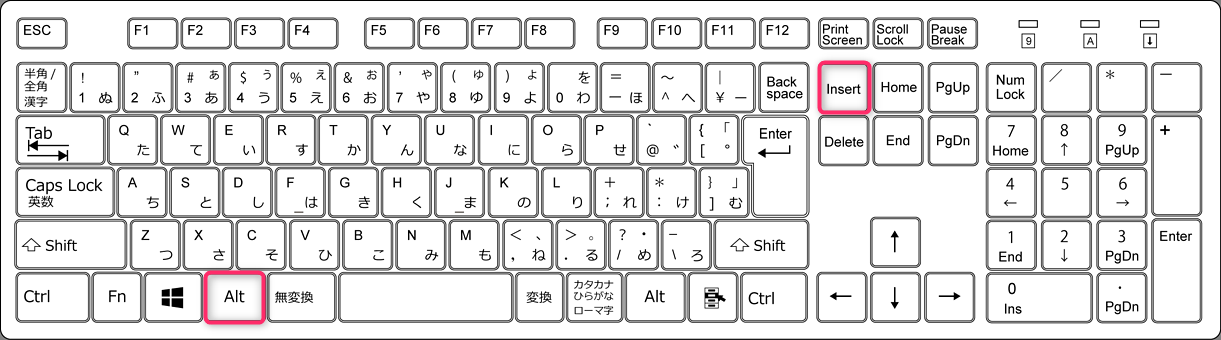 ESC F1 F2 F3 F4 F5 F6 F7 F8 F9 F10 F11 F12 Print Screen Scroll Lock Pause Break 9 A
半角/全角 漢字 ! 1 ぬ " 2 ふ # ぁ 3 あ $ ぅ 4 う % ぇ 5 え & ぉ 6 お ' ゃ 7 や ( ゅ 8 ゆ ) ょ 9 よ を 0 わ = ー ほ ～ ^ へ | ¥ ー Back space Insert Home PgUp Num Lock ／ * －
Tab Q た W て E い R す T か Y ん U な I に O ら P せ ` @ ゛ { 「 [ ° Enter Delete End PgDn 7 Home 8 ↑ 9 PgUp +
Caps Lock 英数 A ち S と D し F _は G き H く J _ま K の L り + ; れ * : け } 」 ] む 4 ← 5 6 →
Shift Z つ X さ C そ V ひ B こ N み M も < 、 , ね > 。 . る ? ・ / め _ \ ろ Shift ↑ 1 End 2 ↓ 3 PgDn Enter
Ctrl Fn Alt 無変換 変換 カタカナ ひらがな ローマ字 Alt Ctrl ← ↓ → 0 Ins . PgDn